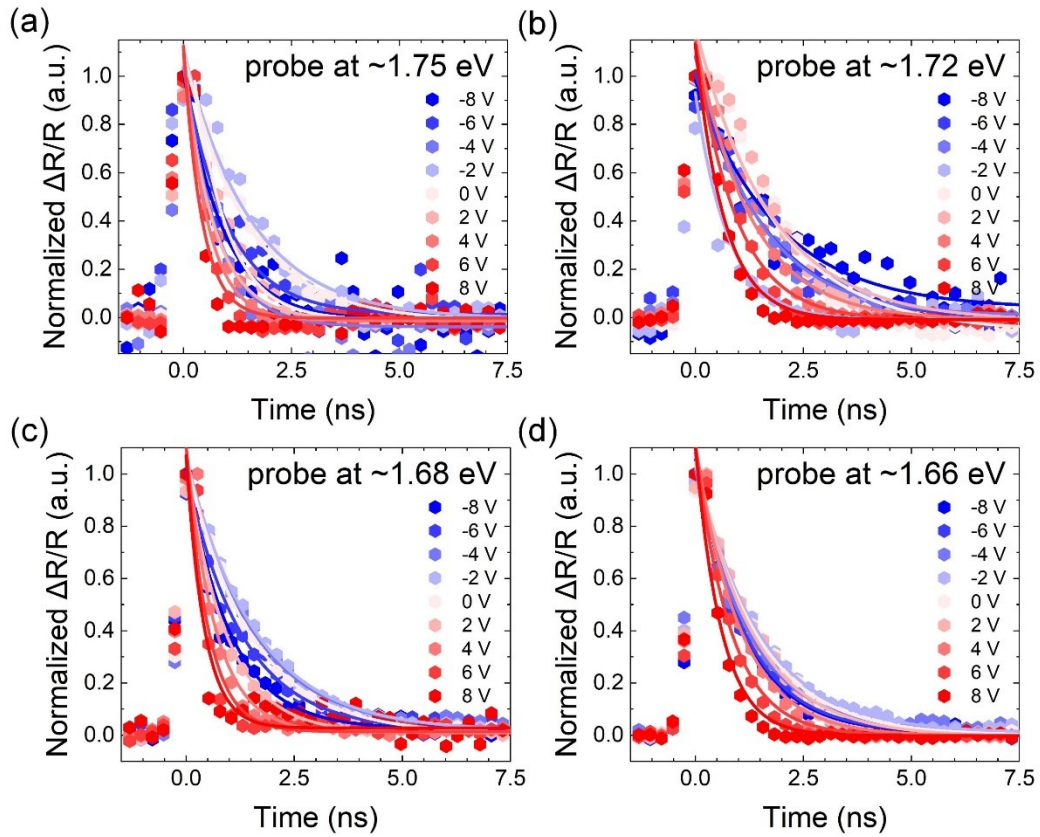 (a)
probe at ~1.75 eV
Normalized ΔR/R (a.u.)
1.0
0.8
0.6
0.4
0.2
0.0
-8 V
-6 V
-4 V
-2 V
0 V
2 V
4 V
6 V
8 V
0.0 2.5 5.0 7.5
Time (ns)
(b)
probe at ~1.72 eV
Normalized ΔR/R (a.u.)
1.0
0.8
0.6
0.4
0.2
0.0
-8 V
-6 V
-4 V
-2 V
0 V
2 V
4 V
6 V
8 V
0.0 2.5 5.0 7.5
Time (ns)
(c)
probe at ~1.68 eV
Normalized ΔR/R (a.u.)
1.0
0.8
0.6
0.4
0.2
0.0
-8 V
-6 V
-4 V
-2 V
0 V
2 V
4 V
6 V
8 V
0.0 2.5 5.0 7.5
Time (ns)
(d)
probe at ~1.66 eV
Normalized ΔR/R (a.u.)
1.0
0.8
0.6
0.4
0.2
0.0
-8 V
-6 V
-4 V
-2 V
0 V
2 V
4 V
6 V
8 V
0.0 2.5 5.0 7.5
Time (ns)